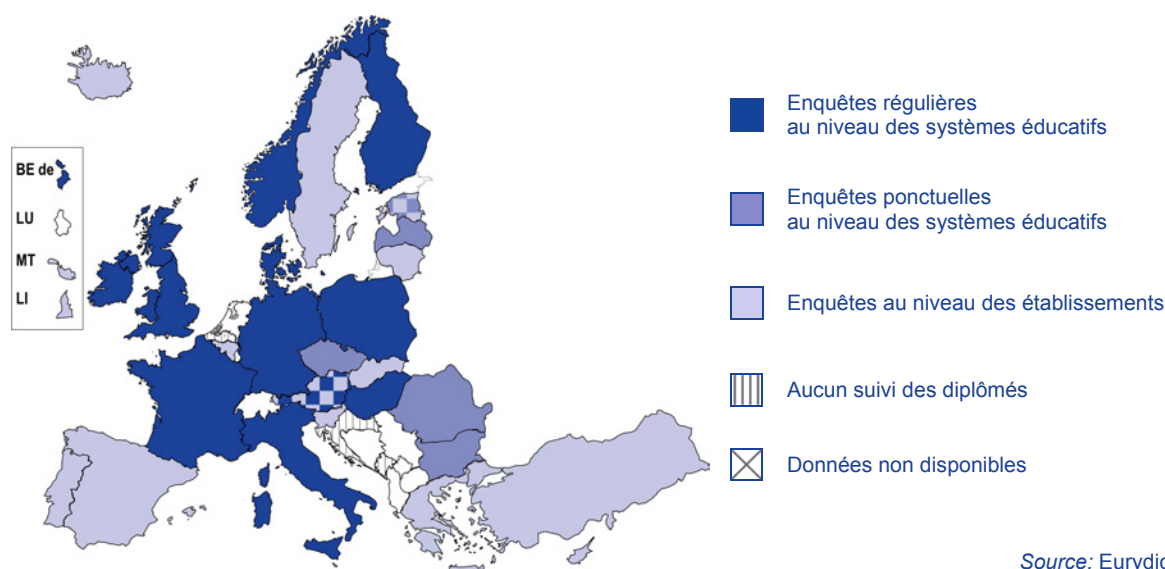 BE de
LU
MT
LI
Enquêtes régulières
au niveau des systèmes éducatifs
Enquêtes ponctuelles
au niveau des systèmes éducatifs
Enquêtes au niveau des établissements
Aucun suivi des diplômés
Données non disponibles
Source: Eurydic